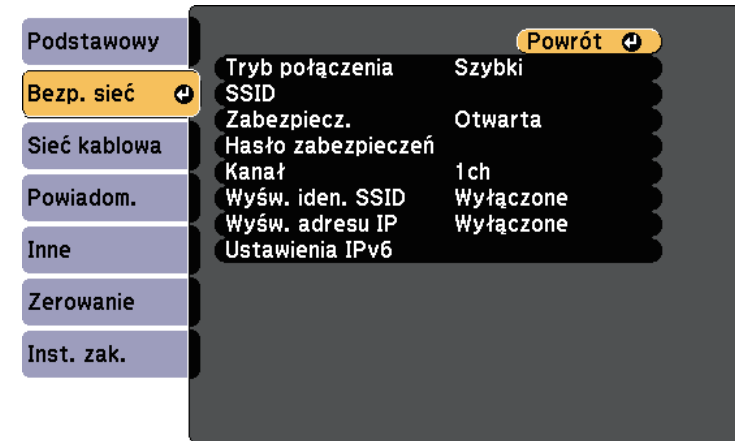 Podstawowy
Bezp. sieć
Sieć kablowa
Powiadom.
Inne
Zerowanie
Inst. zak.
Powrót
Tryb połączenia Szybki
SSID
Zabezpiecz. Otwarta
Hasło zabezpieczeń
Kanał 1ch
Wyśw. iden. SSID Wyłączone
Wyśw. adresu IP Wyłączone
Ustawienia IPv6